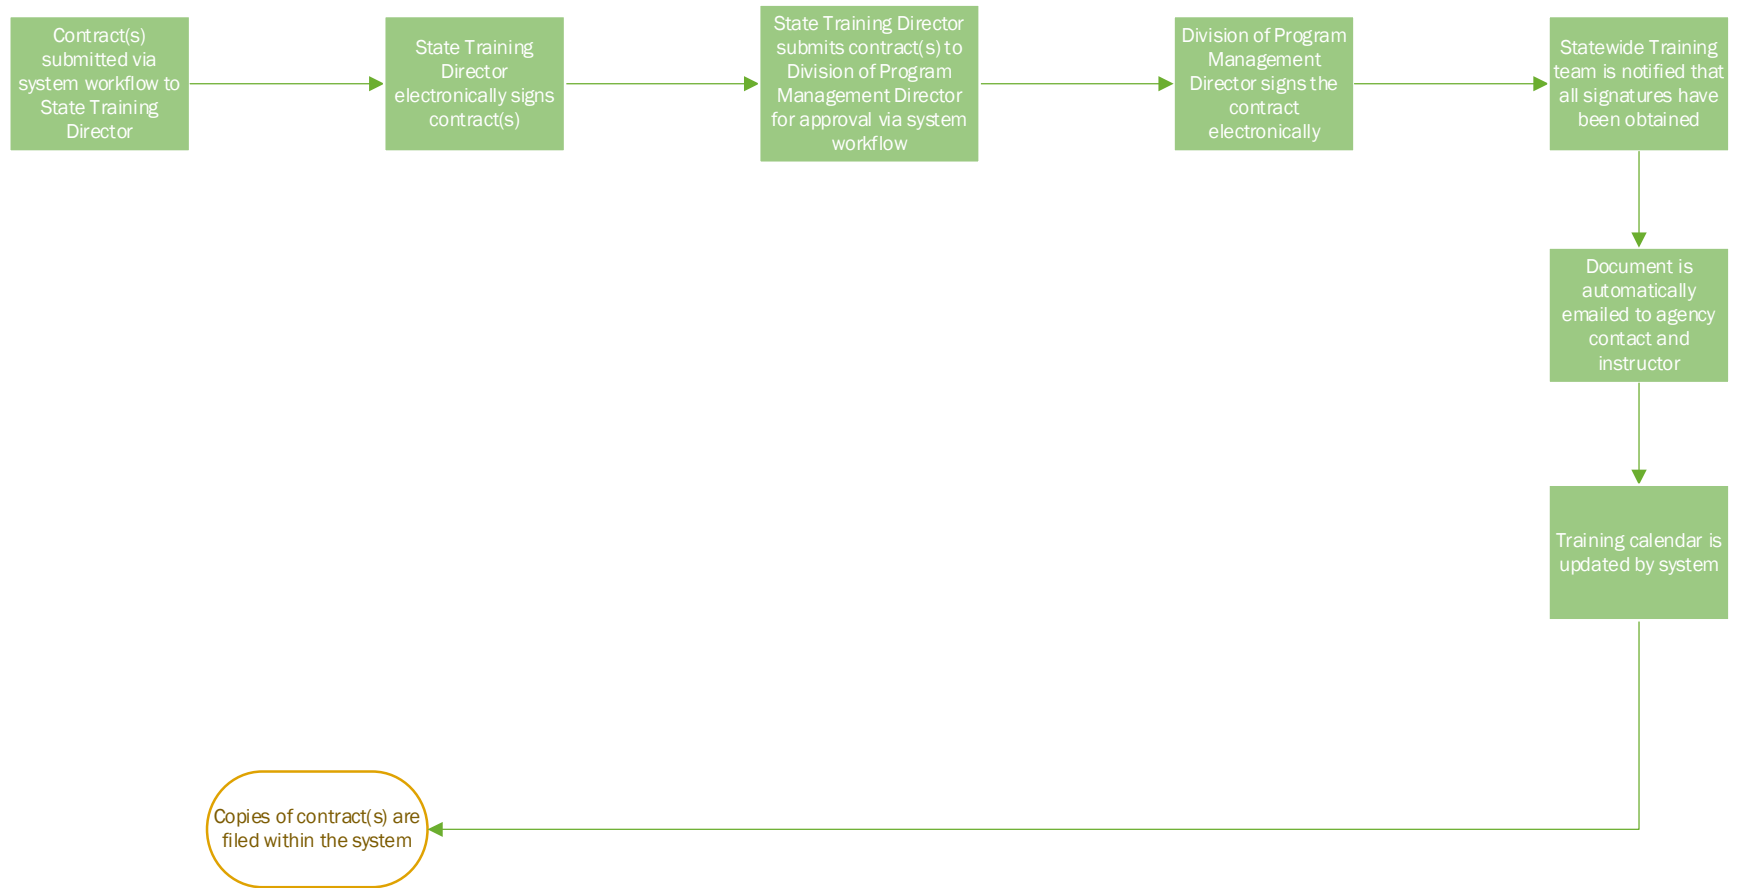 Contract(s)
submitted via
system workflow to
State Training
Director
State Training
Director
electronically signs
contract(s)
State Training Director
submits contract(s) to
Division of Program
Management Director
for approval via system
workflow
Division of Program
Management
Director signs the
contract
electronically
Statewide Training
team is notified that
all signatures have
been obtained
Document is
automatically
emailed to agency
contact and
instructor
Training calendar is
updated by system
Copies of contract(s) are
filed within the system